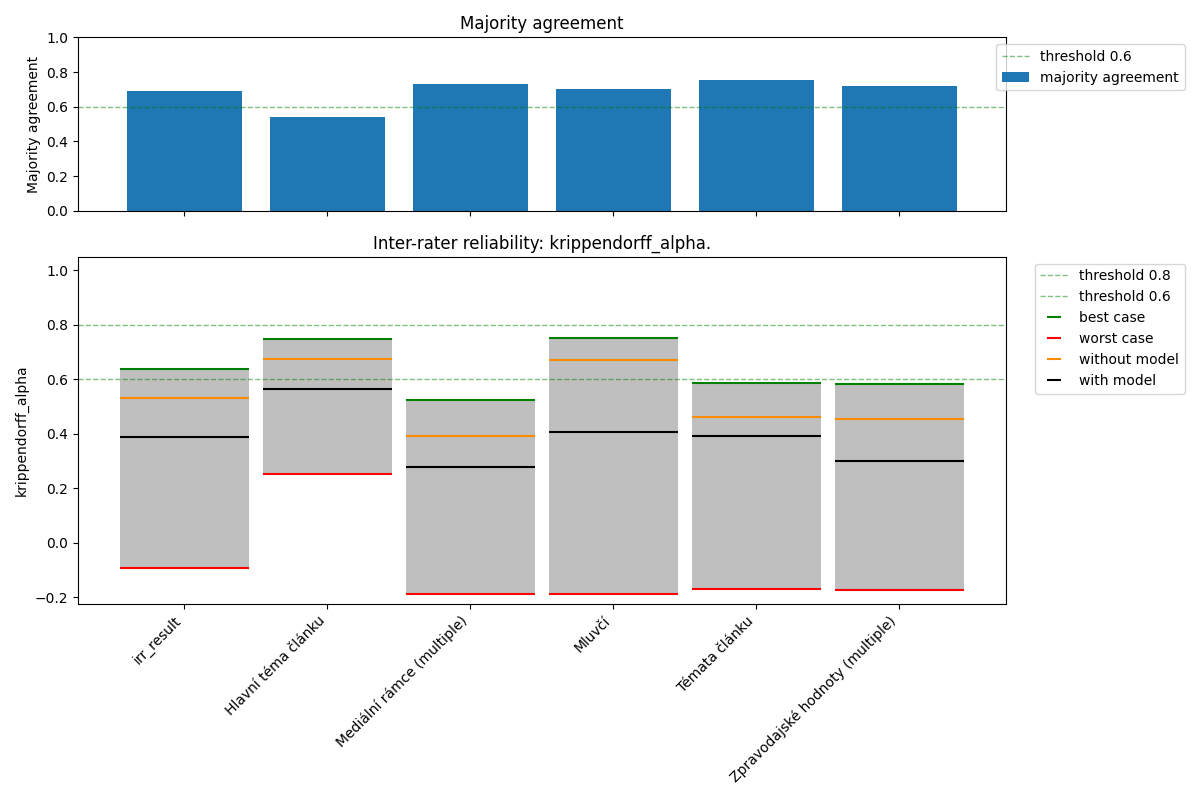 Majority agreement
Majority agreement
1.0
0.8
0.6
0.4
0.2
0.0
threshold 0.6
majority agreement
Inter-rater reliability: krippendorff_alpha.
krippendorff_alpha
1.0
0.8
0.6
0.4
0.2
0.0
−0.2
threshold 0.8
threshold 0.6
best case
worst case
without model
with model
irr_result
Hlavní téma článku
Mediální rámce (multiple)
Mluvčí
Témata článku
Zpravodajské hodnoty (multiple)